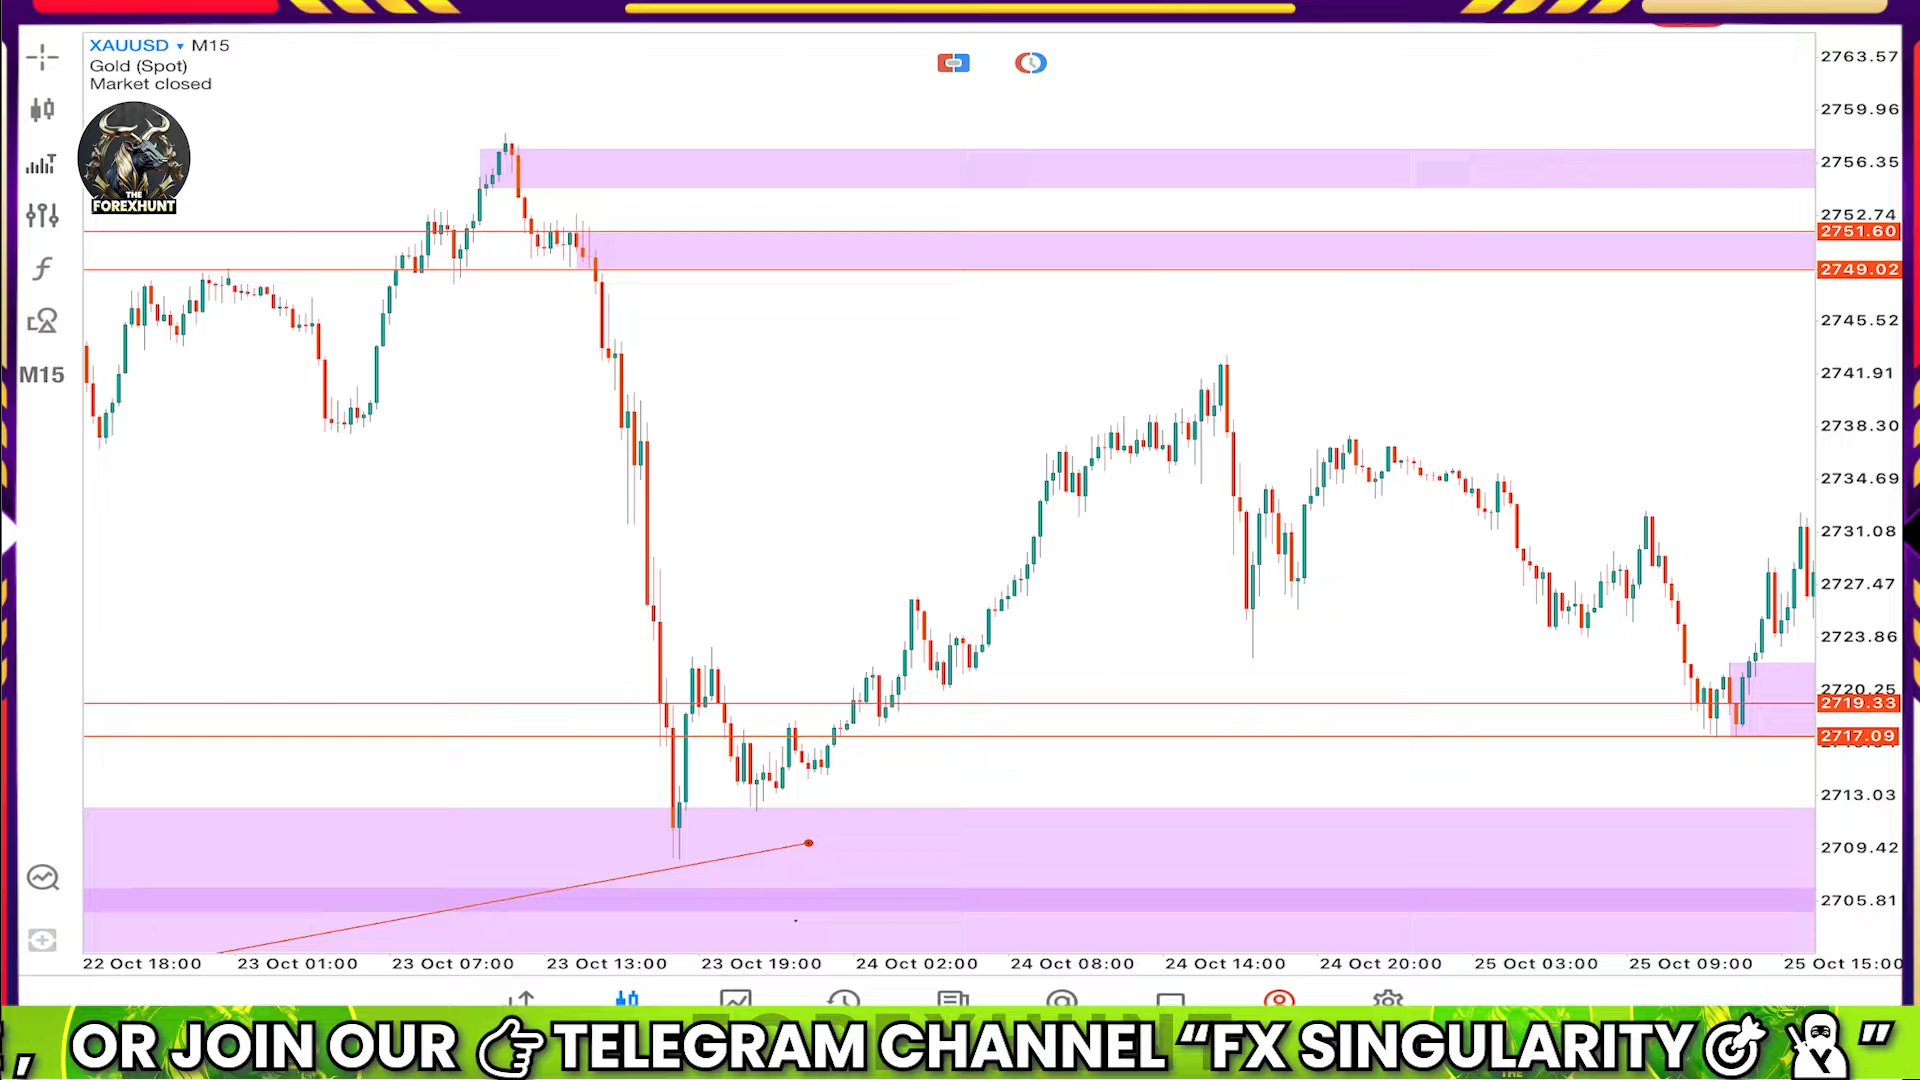 XAUUSD ▾ M15
Gold (Spot)
Market closed
THE
FOREXHUNT
M15
2763.57
2759.96
2756.35
2752.74
2751.60
2749.02
2745.52
2741.91
2738.30
2734.69
2731.08
2727.47
2723.86
2720.25
2719.33
2717.09
2713.03
2709.42
2705.81
22 Oct 18:00
23 Oct 01:00
23 Oct 07:00
23 Oct 13:00
23 Oct 19:00
24 Oct 02:00
24 Oct 08:00
24 Oct 14:00
24 Oct 20:00
25 Oct 03:00
25 Oct 09:00
25 Oct 15:00
, OR JOIN OUR 👉 TELEGRAM CHANNEL “FX SINGULARITY 🎯 🥷 ”